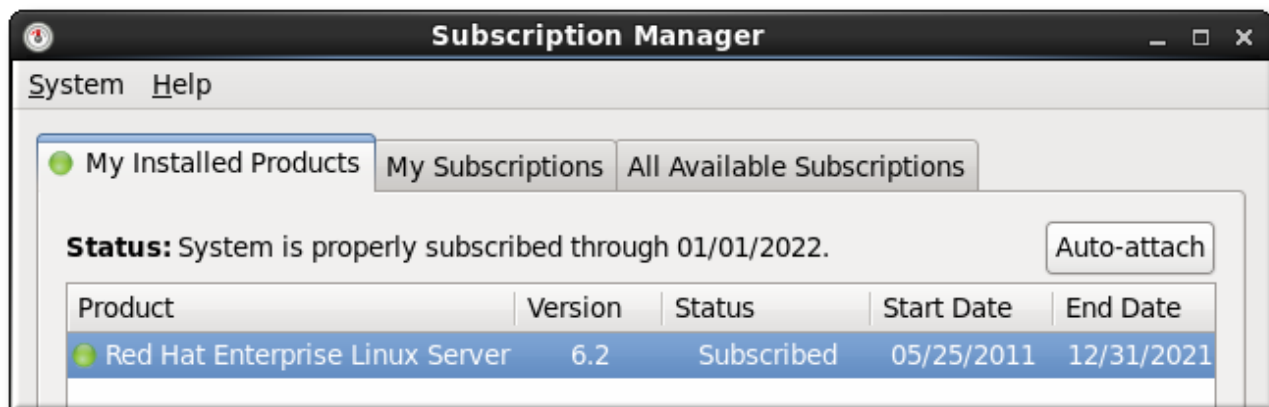 Subscription Manager
System Help
My Installed Products My Subscriptions All Available Subscriptions
Status: System is properly subscribed through 01/01/2022. Auto-attach
Product Version Status Start Date End Date
Red Hat Enterprise Linux Server 6.2 Subscribed 05/25/2011 12/31/2021